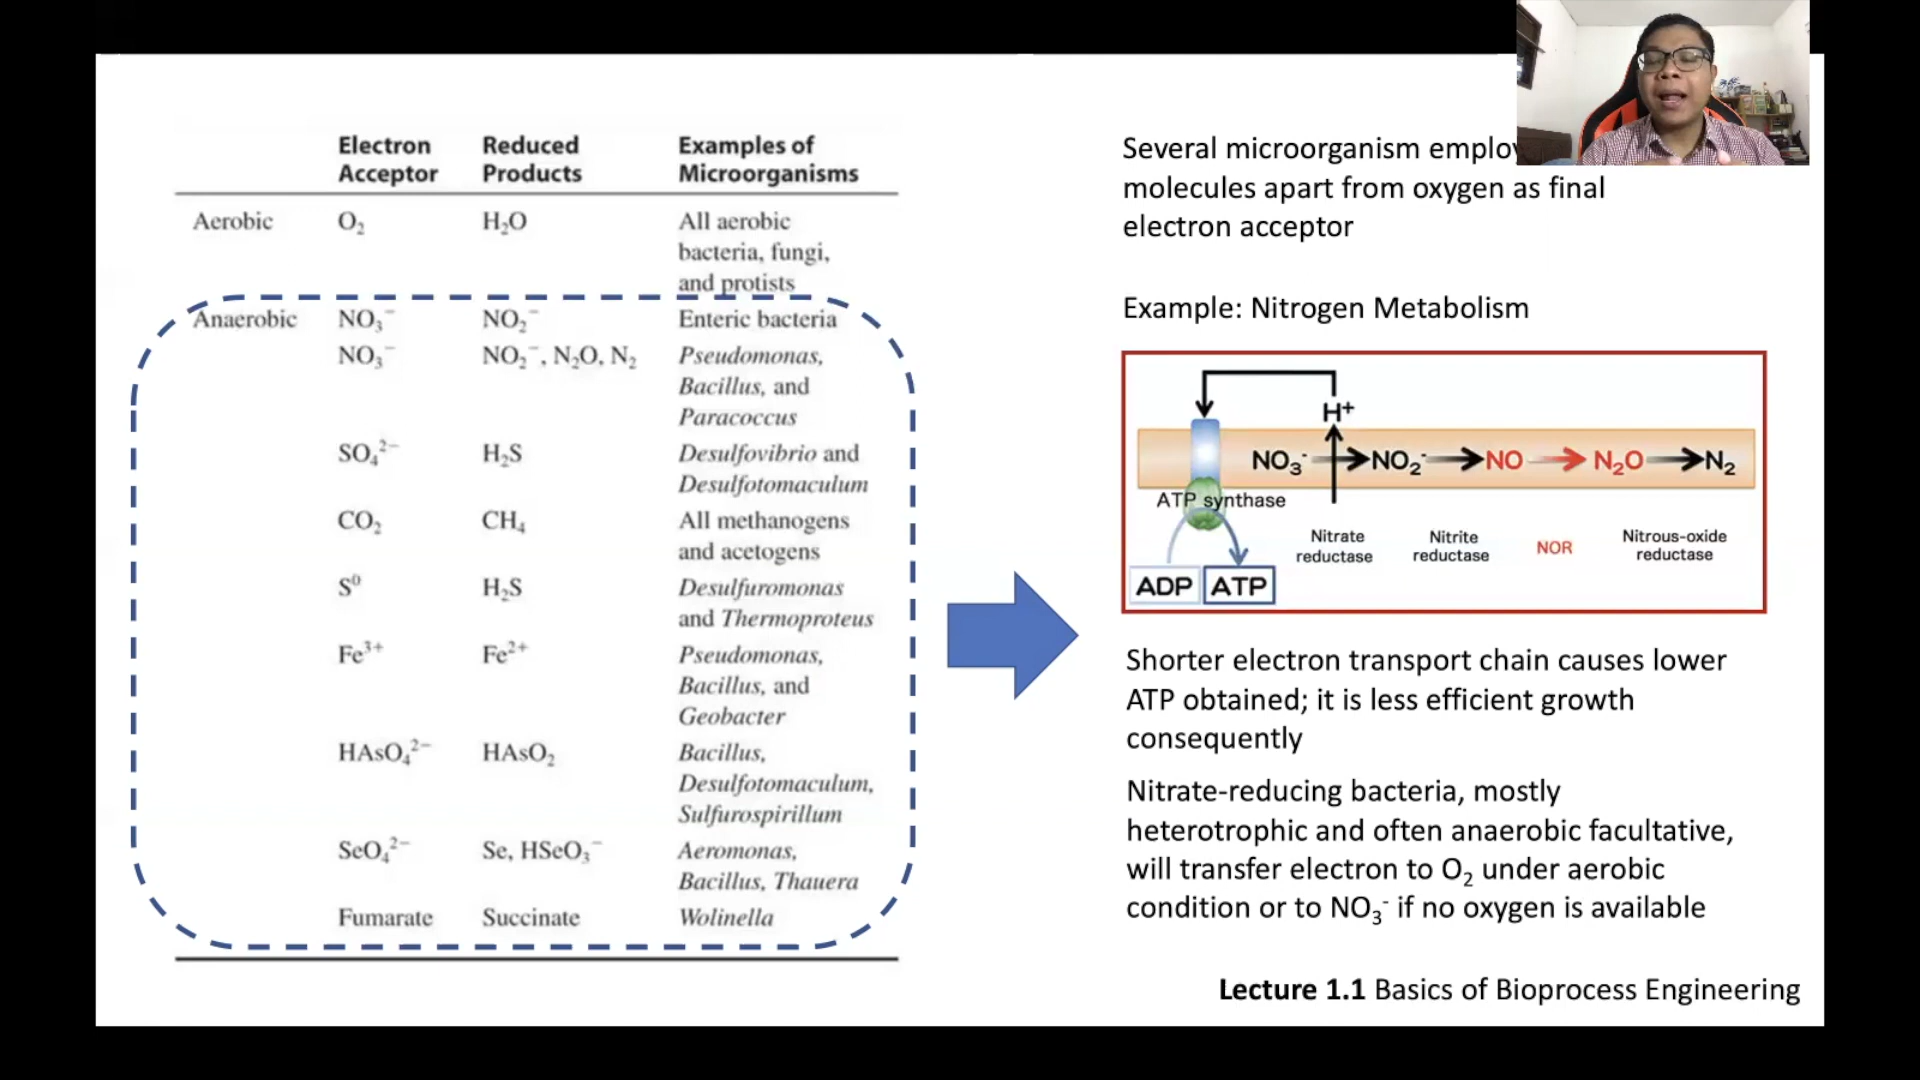 Electron Acceptor	Reduced Products	Examples of Microorganisms
Aerobic	O₂	H₂O	All aerobic
bacteria, fungi,
and protists
Anaerobic	NO₃⁻	NO₂⁻	Enteric bacteria
NO₃⁻	NO₂⁻, N₂O, N₂	Pseudomonas,
Bacillus, and
Paracoccus
SO₄²⁻	H₂S	Desulfovibrio and
Desulfotomaculum
CO₂	CH₄	All methanogens
and acetogens
S⁰	H₂S	Desulfuromonas
and Thermoproteus
Fe³⁺	Fe²⁺	Pseudomonas,
Bacillus, and
Geobacter
HAsO₄²⁻	HAsO₂	Bacillus,
Desulfotomaculum,
Sulfurospirillum
SeO₄²⁻	Se, HSeO₃⁻	Aeromonas,
Bacillus, Thauera
Fumarate	Succinate	Wolinella
Several microorganism employ
molecules apart from oxygen as final
electron acceptor
Example: Nitrogen Metabolism
H⁺
NO₃⁻ NO₂⁻ NO N₂O N₂
ATP synthase
Nitrate reductase	Nitrite reductase	NOR	Nitrous-oxide reductase
ADP ATP
Shorter electron transport chain causes lower
ATP obtained; it is less efficient growth
consequently
Nitrate-reducing bacteria, mostly
heterotrophic and often anaerobic facultative,
will transfer electron to O₂ under aerobic
condition or to NO₃⁻ if no oxygen is available
Lecture 1.1 Basics of Bioprocess Engineering